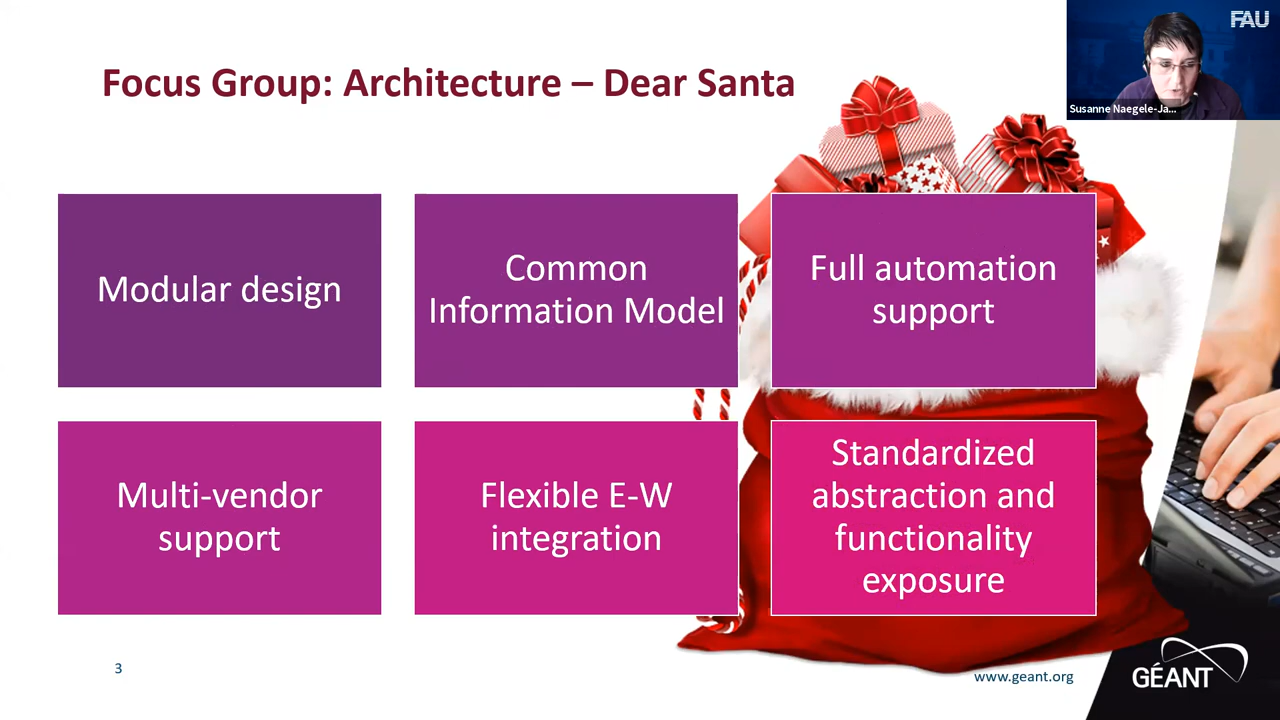 FAU
Susanne Naegele-Ja...
Focus Group: Architecture – Dear Santa
Modular design
Common
Information Model
Full automation
support
Multi-vendor
support
Flexible E-W
integration
Standardized
abstraction and
functionality
exposure
3
www.geant.org
GÉANT